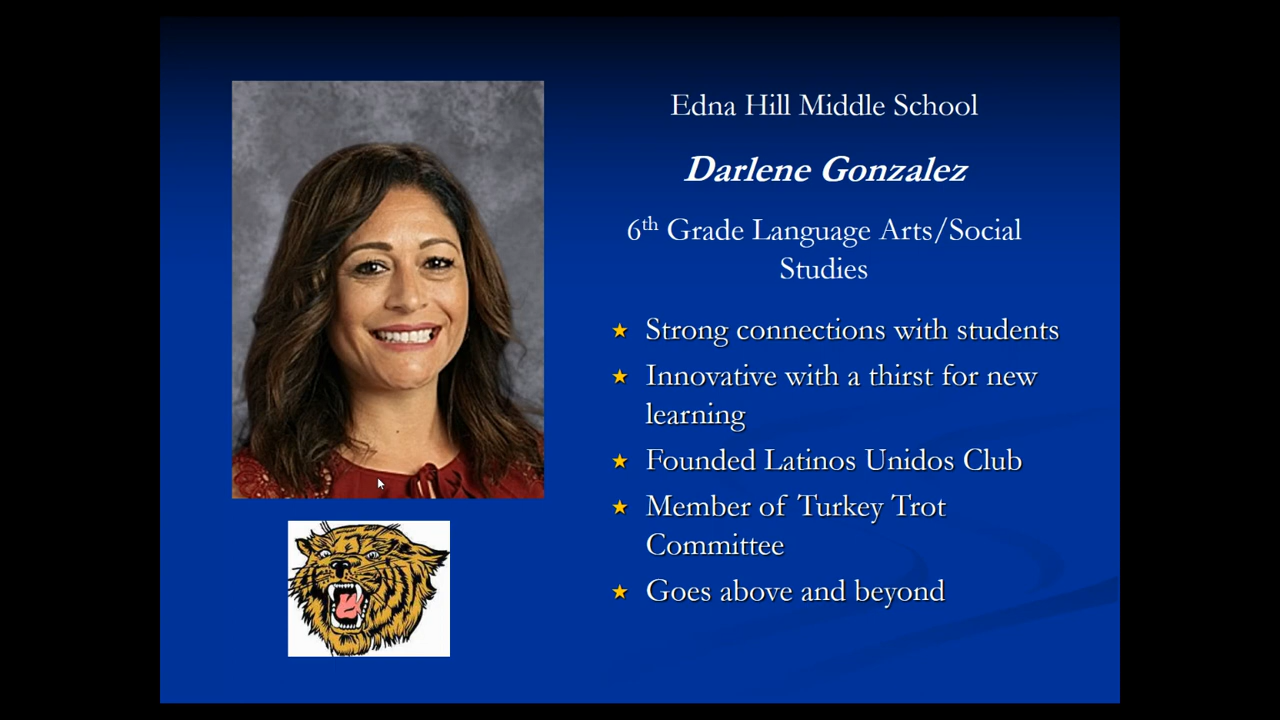 Edna Hill Middle School
Darlene Gonzalez
6th Grade Language Arts/Social
Studies
Strong connections with students
Innovative with a thirst for new
learning
Founded Latinos Unidos Club
Member of Turkey Trot
Committee
Goes above and beyond